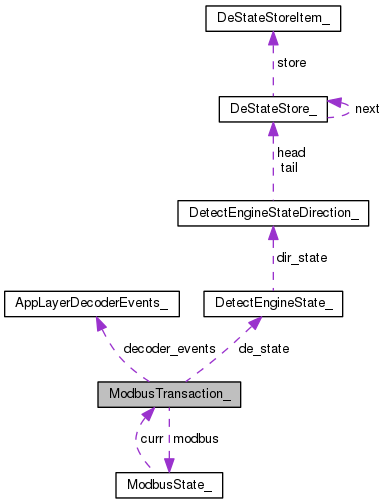 DeStateStoreItem_
store
DeStateStore_
next
head
tail
DetectEngineStateDirection_
dir_state
AppLayerDecoderEvents_
DetectEngineState_
decoder_events
de_state
ModbusTransaction_
curr
modbus
ModbusState_